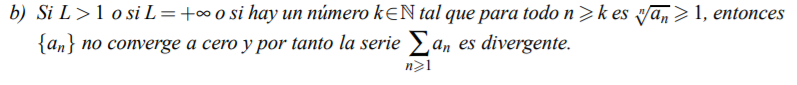 b) Si L > 1 o si L = +∞ o si hay un número k ∈ ℕ tal que para todo n ⩾ k es ⁿ√aₙ ⩾ 1, entonces
{aₙ} no converge a cero y por tanto la serie ∑ aₙ es divergente.
n⩾1